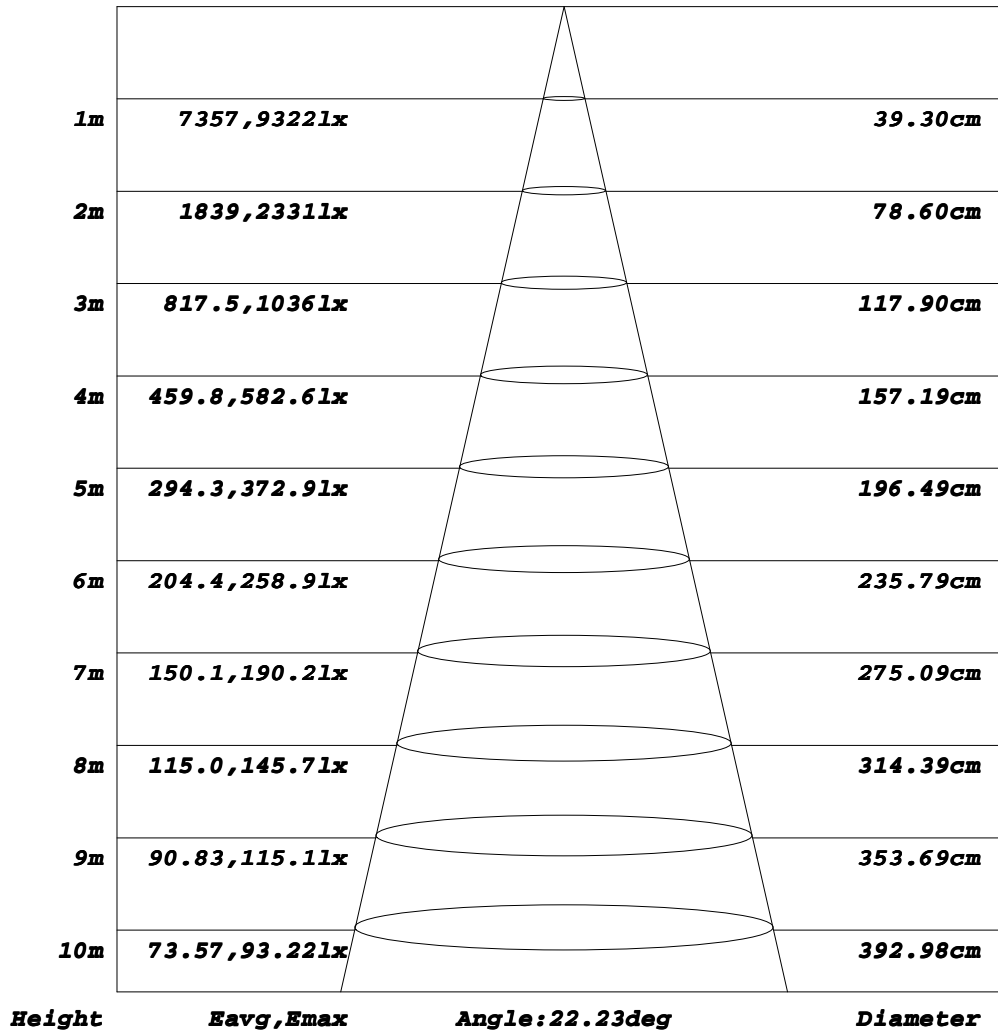 1m 7357,9322lx 39.30cm
2m 1839,2331lx 78.60cm
3m 817.5,1036lx 117.90cm
4m 459.8,582.6lx 157.19cm
5m 294.3,372.9lx 196.49cm
6m 204.4,258.9lx 235.79cm
7m 150.1,190.2lx 275.09cm
8m 115.0,145.7lx 314.39cm
9m 90.83,115.1lx 353.69cm
10m 73.57,93.22lx 392.98cm
Height Eavg,Emax Angle:22.23deg Diameter